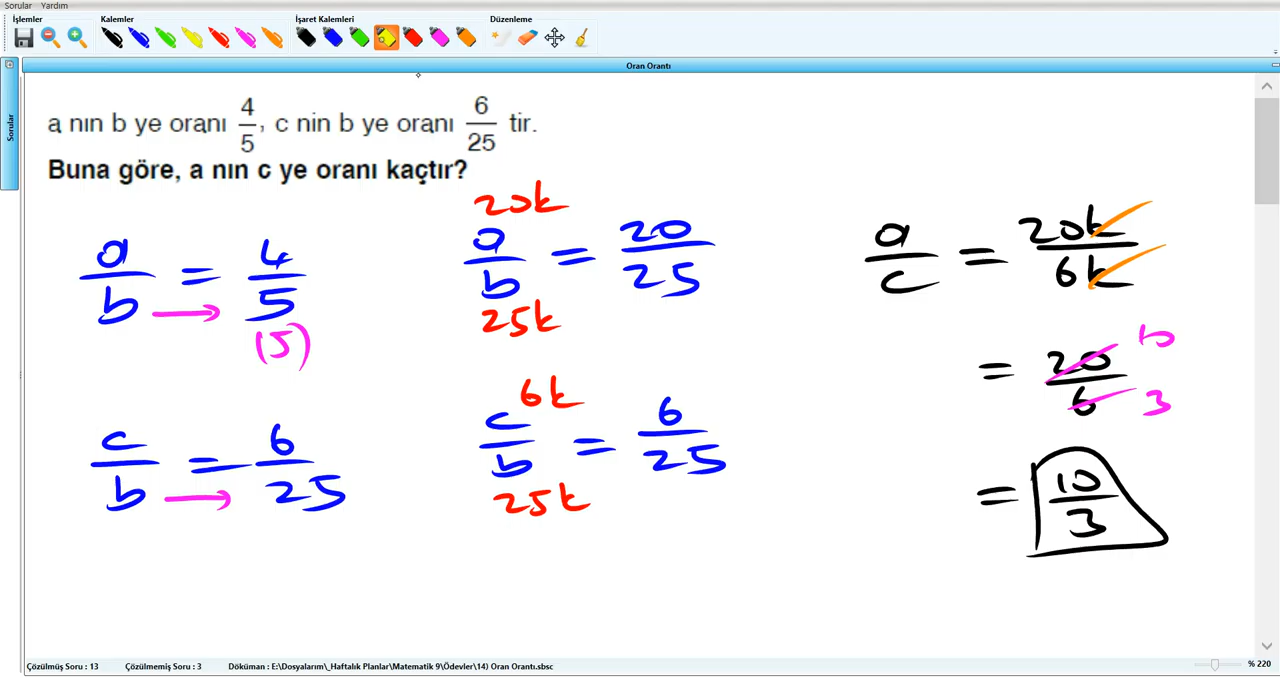 Sorular Yardım
İşlemler Kalemler İşaret Kalemleri Düzenleme
Oran Orantı
Sorular
a nın b ye oranı 4/5, c nin b ye oranı 6/25 tir.
Buna göre, a nın c ye oranı kaçtır?
a/b = 4/5
(5)
c/b = 6/25
20k
a/b = 20/25
25k
6k
c/b = 6/25
25k
a/c = 20k/6k
= 20/6 10 3
= 10/3
Çözülmüş Soru : 13 Çözülmemiş Soru : 3 Döküman : E:\Dosyalarım\_Haftalık Planlar\Matematik 9\Ödevler\14) Oran Orantı.sbsc % 220